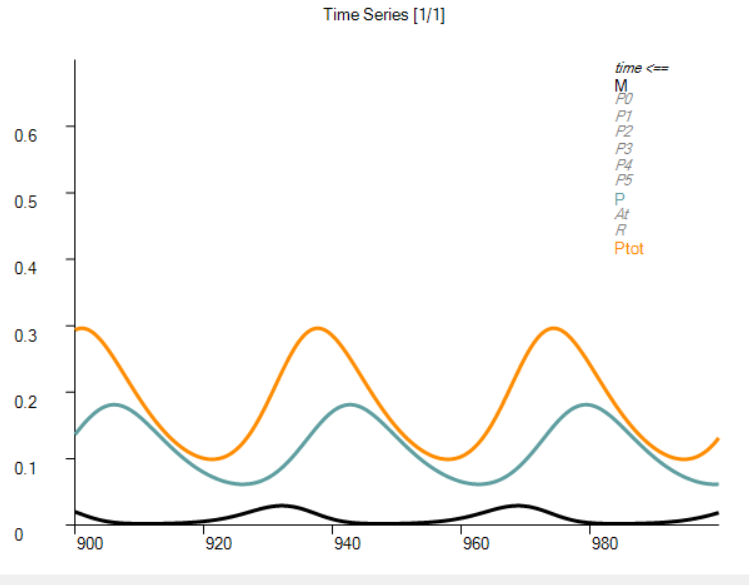 Time Series [1/1]
time <==
M
P0
P1
P2
P3
P4
P5
P
At
R
Ptot
0.6
0.5
0.4
0.3
0.2
0.1
0
900 920 940 960 980